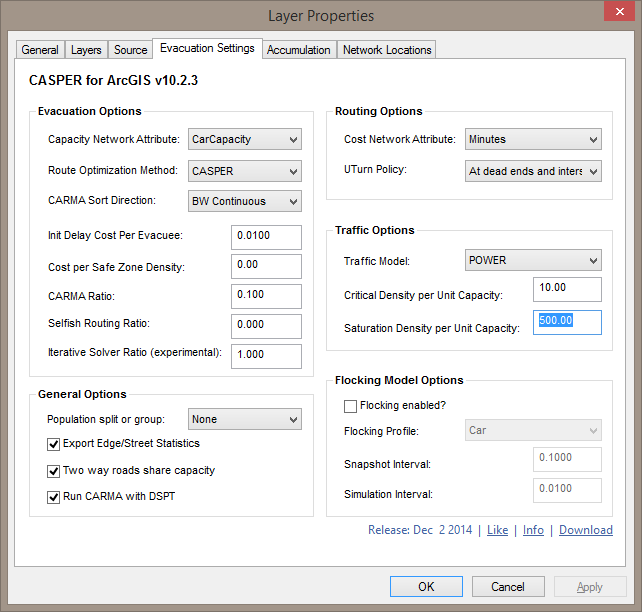 Layer Properties
General Layers Source Evacuation Settings Accumulation Network Locations
CASPER for ArcGIS v10.2.3
Evacuation Options
Capacity Network Attribute: CarCapacity
Route Optimization Method: CASPER
CARMA Sort Direction: BW Continuous
Init Delay Cost Per Evacuee: 0.0100
Cost per Safe Zone Density: 0.00
CARMA Ratio: 0.100
Selfish Routing Ratio: 0.000
Iterative Solver Ratio (experimental): 1.000
General Options
Population split or group: None
Export Edge/Street Statistics
Two way roads share capacity
Run CARMA with DSPT
Routing Options
Cost Network Attribute: Minutes
UTurn Policy: At dead ends and inters
Traffic Options
Traffic Model: POWER
Critical Density per Unit Capacity: 10.00
Saturation Density per Unit Capacity: 500.00
Flocking Model Options
Flocking enabled?
Flocking Profile: Car
Snapshot Interval: 0.1000
Simulation Interval: 0.0100
Release: Dec 2 2014 | Like | Info | Download
OK Cancel Apply